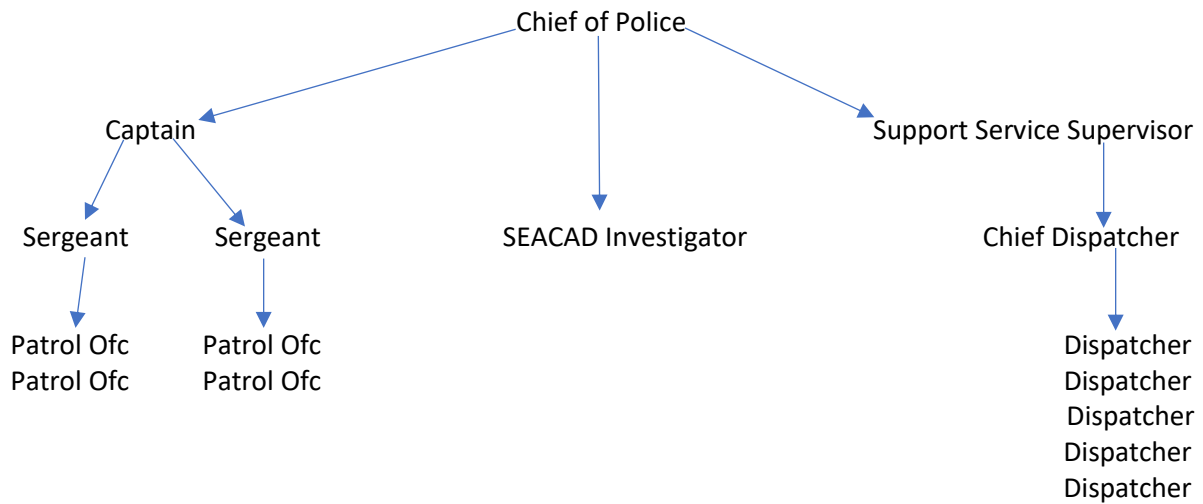 Chief of Police
Captain Support Service Supervisor
Sergeant Sergeant SEACAD Investigator Chief Dispatcher
Patrol Ofc Patrol Ofc Dispatcher
Patrol Ofc Patrol Ofc Dispatcher
Dispatcher
Dispatcher
Dispatcher